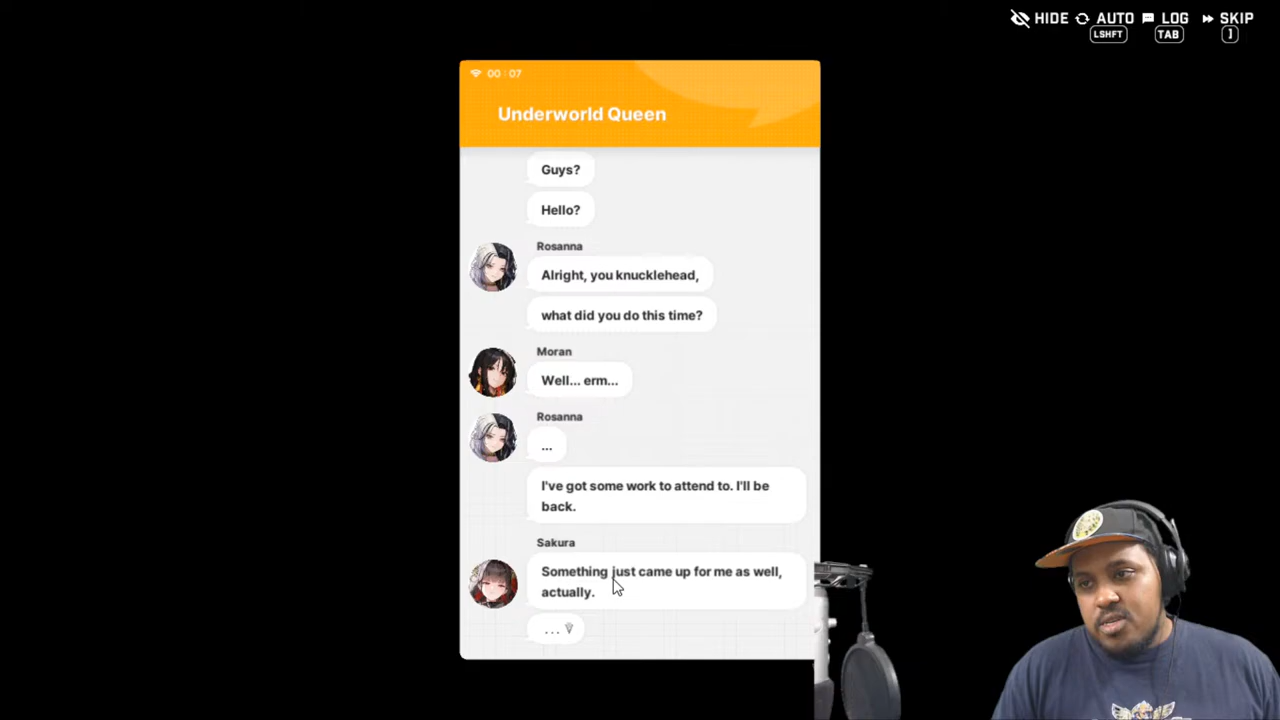 HIDE AUTO LOG SKIP
LSHFT TAB ]
00 : 07
Underworld Queen
Guys?
Hello?
Rosanna
Alright, you knucklehead,
what did you do this time?
Moran
Well... erm...
Rosanna
...
I've got some work to attend to. I'll be
back.
Sakura
Something just came up for me as well,
actually.
...